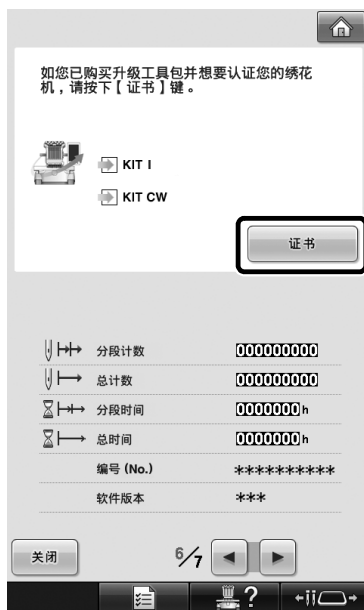 如您已购买升级工具包并想要认证您的绣花
机，请按下【证书】键。
KIT I
KIT CW
证书
分段计数 000000000
总计数 000000000
分段时间 0000000 h
总时间 0000000 h
编号 (No.) **********
软件版本 ***
关闭 6/7
?